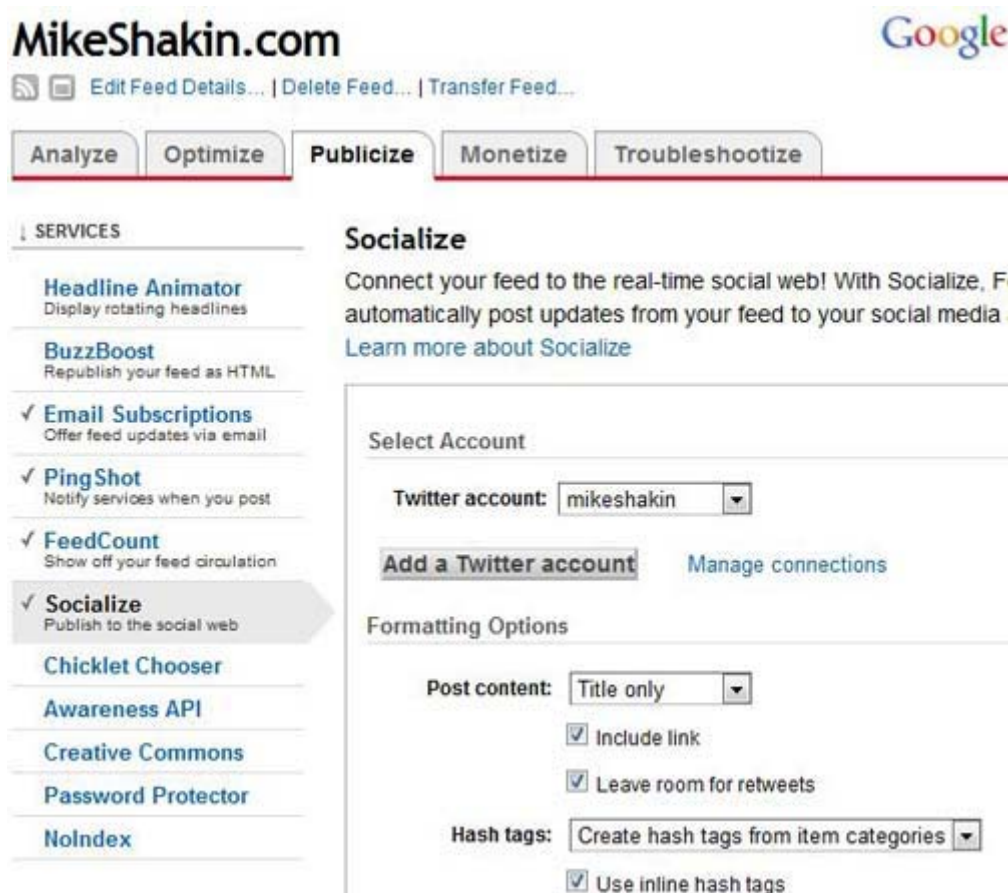 MikeShakin.com
Google
Edit Feed Details... | Delete Feed... | Transfer Feed...
Analyze
Optimize
Publicize
Monetize
Troubleshootize
↓ SERVICES
Headline Animator
Display rotating headlines
BuzzBoost
Republish your feed as HTML
✓ Email Subscriptions
Offer feed updates via email
✓ PingShot
Notify services when you post
✓ FeedCount
Show off your feed circulation
✓ Socialize
Publish to the social web
Chicklet Chooser
Awareness API
Creative Commons
Password Protector
NoIndex
Socialize
Connect your feed to the real-time social web! With Socialize,
automatically post updates from your feed to your social media
Learn more about Socialize
Select Account
Twitter account: mikeshakin
Add a Twitter account
Manage connections
Formatting Options
Post content: Title only
Include link
Leave room for retweets
Hash tags: Create hash tags from item categories
Use inline hash tags